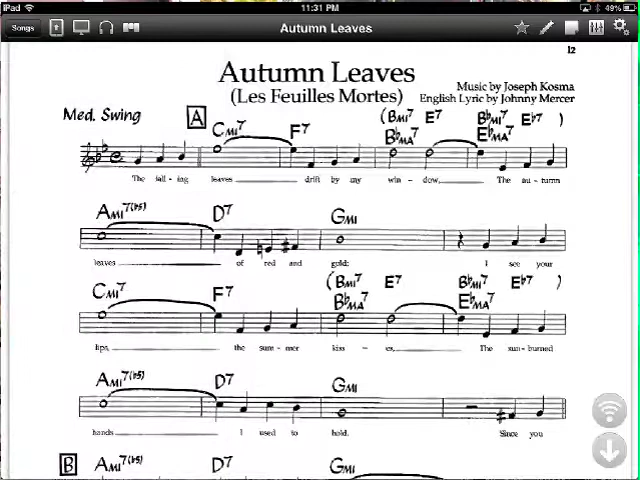 iPad 11:31 PM 49%
Songs Autumn Leaves
12
Autumn Leaves
(Les Feuilles Mortes)
Music by Joseph Kosma
English Lyric by Johnny Mercer
Med. Swing
A
(BbMI7 E7 BbMI7 Eb7 )
CMI7 F7 BbMA7 EbMA7
The fall - ing leaves drift by my win - dow, The au - tumn
AMI7(b5) D7 GMI
leaves of red and gold; I see your
(BMI7 E7 BbMI7 Eb7 )
CMI7 F7 BbMA7 EbMA7
lips, the sum - mer kiss - es, The sun - burned
AMI7(b5) D7 GMI
hands I used to hold. Since you
B AMI7(b5) D7 GMI